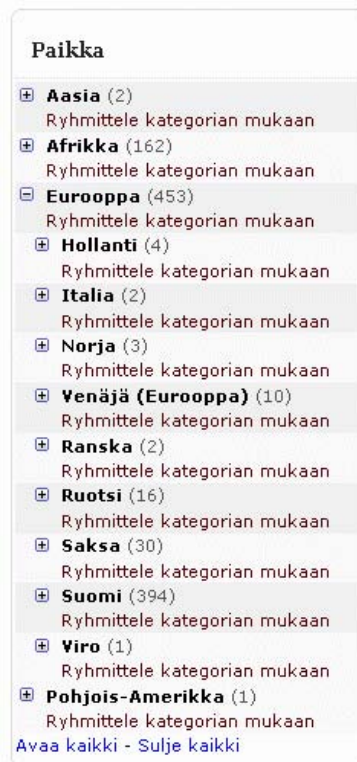 Paikka
Aasia (2)
Ryhmittele kategorian mukaan
Afrikka (162)
Ryhmittele kategorian mukaan
Eurooppa (453)
Ryhmittele kategorian mukaan
Hollanti (4)
Ryhmittele kategorian mukaan
Italia (2)
Ryhmittele kategorian mukaan
Norja (3)
Ryhmittele kategorian mukaan
Venäjä (Eurooppa) (10)
Ryhmittele kategorian mukaan
Ranska (2)
Ryhmittele kategorian mukaan
Ruotsi (16)
Ryhmittele kategorian mukaan
Saksa (30)
Ryhmittele kategorian mukaan
Suomi (394)
Ryhmittele kategorian mukaan
Viro (1)
Ryhmittele kategorian mukaan
Pohjois-Amerikka (1)
Ryhmittele kategorian mukaan
Avaa kaikki - Sulje kaikki